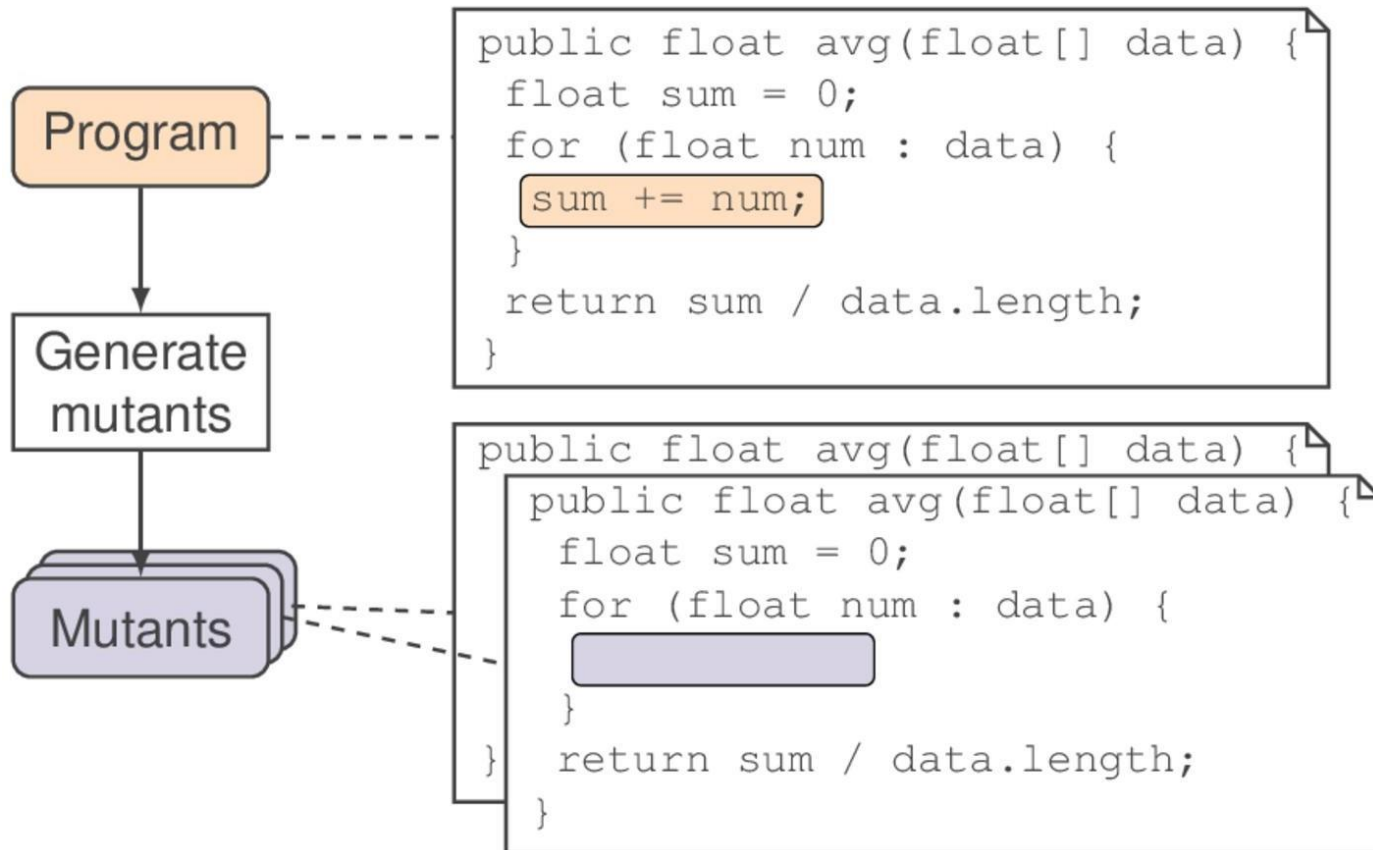 Program
Generate
mutants
Mutants
public float avg(float[] data) {
float sum = 0;
for (float num : data) {
sum += num;
}
return sum / data.length;
}
public float avg(float[] data) {
}
public float avg(float[] data) {
float sum = 0;
for (float num : data) {
}
return sum / data.length;
}